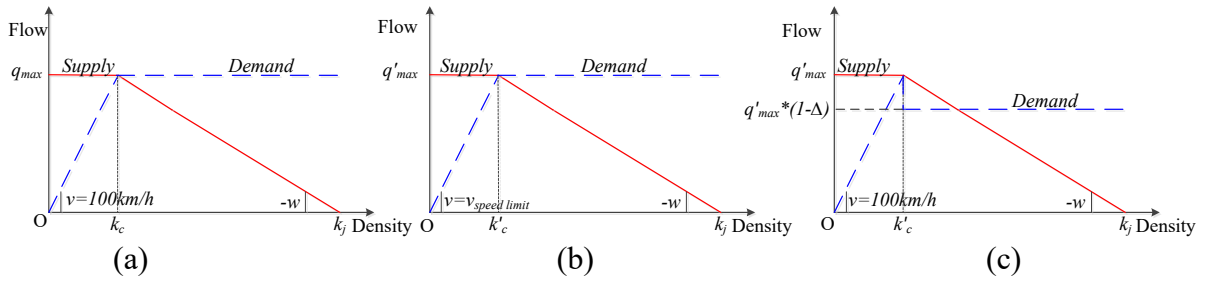 Flow
Supply
Demand
q_max
v=100km/h
-w
O
k_c
k_j Density
(a)
Flow
Supply
Demand
q'_max
v=v_speed limit
-w
O
k'_c
k_j Density
(b)
Flow
q'_max
Supply
Demand
q'_max*(1-Δ)
v=100km/h
-w
O
k'_c
k_j Density
(c)